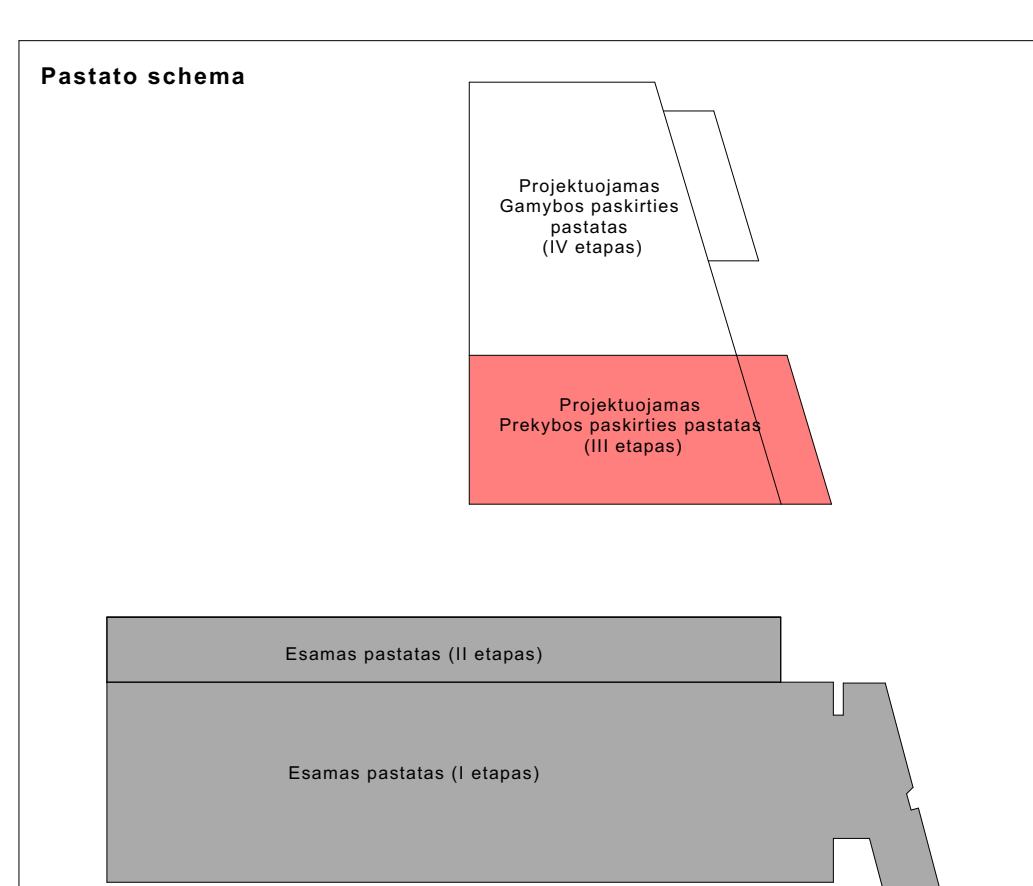 Pastato schema
Projektuojamas
Gamybos paskirties
pastatas
(IV etapas)
Projektuojamas
Prekybos paskirties pastatas
(III etapas)
Esamas pastatas (II etapas)
Esamas pastatas (I etapas)